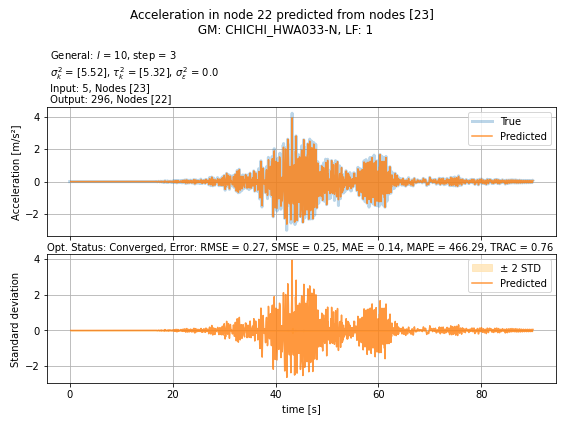 Acceleration in node 22 predicted from nodes [23]
GM: CHICHI_HWA033-N, LF: 1
General: l = 10, step = 3
σ²ₖ = [5.52], τ²ₖ = [5.32], σ²ε = 0.0
Input: 5, Nodes [23]
Output: 296, Nodes [22]
4
2
0
−2
Acceleration [m/s²]
True
Predicted
Opt. Status: Converged, Error: RMSE = 0.27, SMSE = 0.25, MAE = 0.14, MAPE = 466.29, TRAC = 0.76
4
2
0
−2
Standard deviation
± 2 STD
Predicted
0 20 40 60 80
time [s]